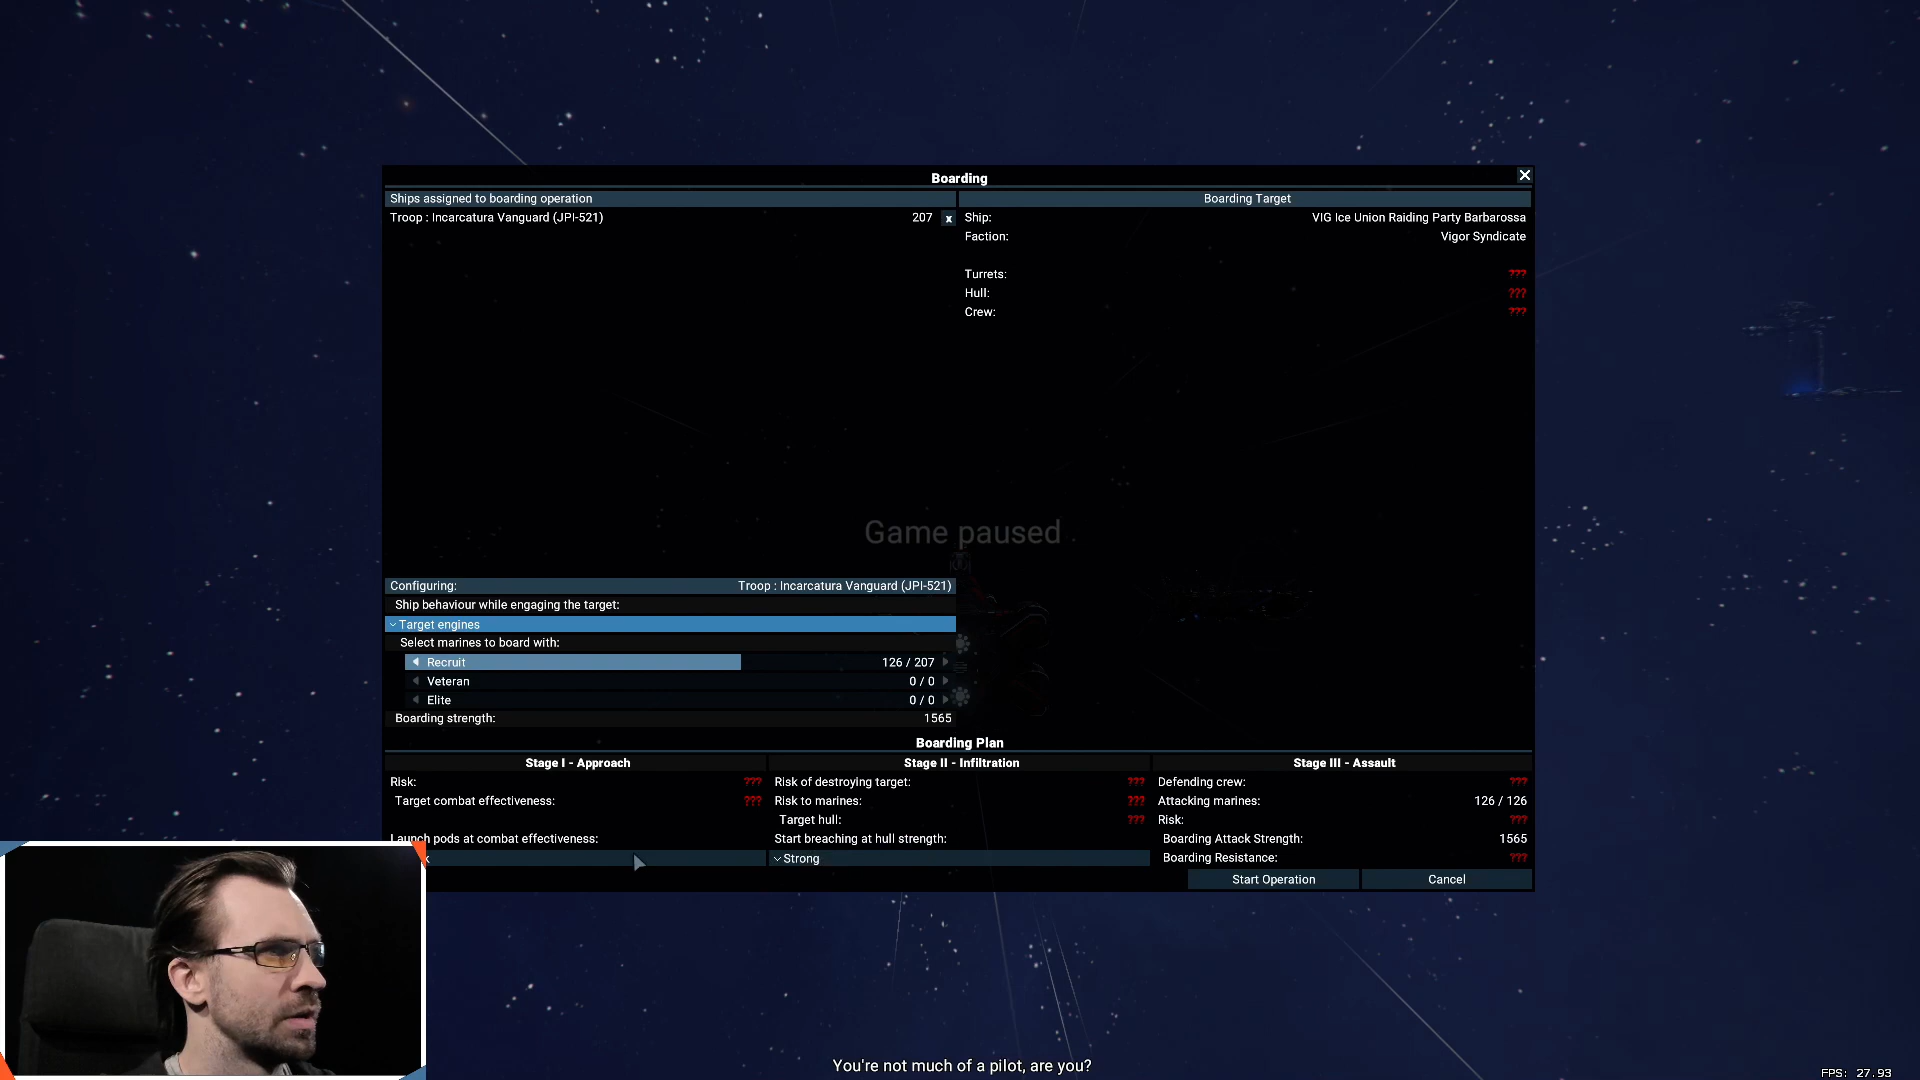 Boarding
Ships assigned to boarding operation
Boarding Target
Troop : Incarcatura Vanguard (JPI-521) 207 x
Ship: VIG Ice Union Raiding Party Barbarossa
Faction: Vigor Syndicate
Turrets: ???
Hull: ???
Crew: ???
Game paused
Configuring: Troop : Incarcatura Vanguard (JPI-521)
Ship behaviour while engaging the target:
Target engines
Select marines to board with:
Recruit 126 / 207
Veteran 0 / 0
Elite 0 / 0
Boarding strength: 1565
Boarding Plan
Stage I - Approach
Risk: ???
Target combat effectiveness: ???
Launch pods at combat effectiveness:
Stage II - Infiltration
Risk of destroying target: ???
Risk to marines: ???
Target hull: ???
Start breaching at hull strength:
Strong
Stage III - Assault
Defending crew: ???
Attacking marines: 126 / 126
Risk: ???
Boarding Attack Strength: 1565
Boarding Resistance: ???
Start Operation
Cancel
You're not much of a pilot, are you?
FPS: 27.93